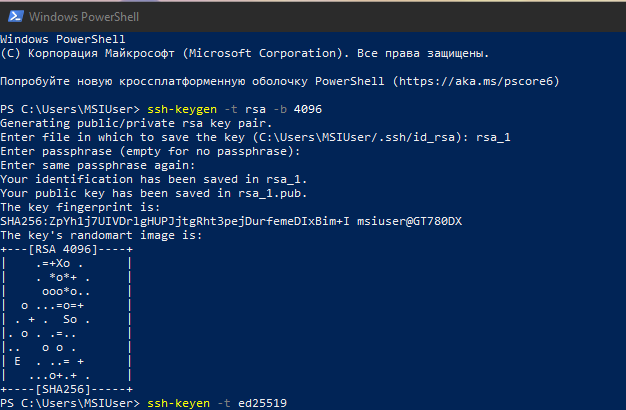 Windows PowerShell
Windows PowerShell
(C) Корпорация Майкрософт (Microsoft Corporation). Все права защищены.
Попробуйте новую кроссплатформенную оболочку PowerShell (https://aka.ms/pscore6)
PS C:\Users\MSIUser> ssh-keygen -t rsa -b 4096
Generating public/private rsa key pair.
Enter file in which to save the key (C:\Users\MSIUser/.ssh/id_rsa): rsa_1
Enter passphrase (empty for no passphrase):
Enter same passphrase again:
Your identification has been saved in rsa_1.
Your public key has been saved in rsa_1.pub.
The key fingerprint is:
SHA256:ZpYh1j7UIVDrlgHUPJjtgRht3pejDurfemeDIxBim+I msiuser@GT780DX
The key's randomart image is:
+---[RSA 4096]----+
|    .=+Xo .      |
|    . *o*+ .     |
|     ooo*o..     |
|  o ...=o=+      |
| . + .  So .     |
|. o . .=..       |
|..   o o .       |
| E  . ..= +      |
|   ...o+.+ .     |
+----[SHA256]-----+
PS C:\Users\MSIUser> ssh-keyen -t ed25519